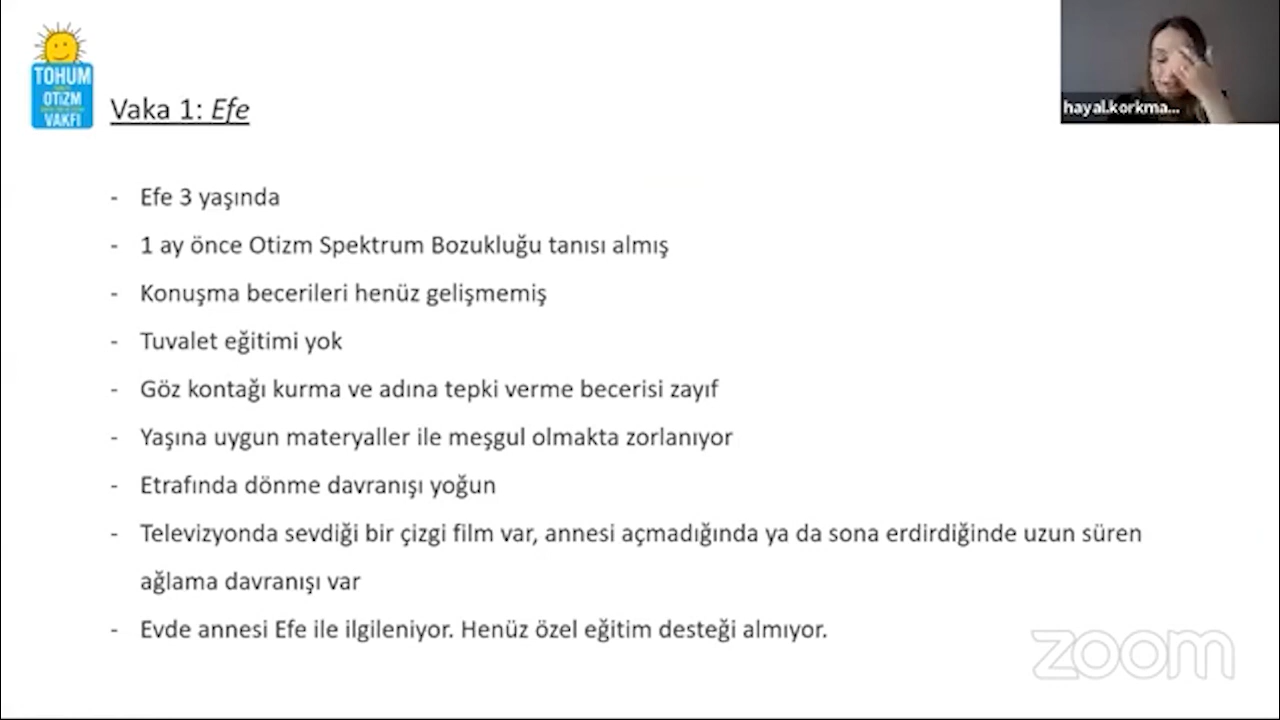 TOHUM
OTİZM
VAKFI
hayal.korkma...
Vaka 1: Efe
- Efe 3 yaşında
- 1 ay önce Otizm Spektrum Bozukluğu tanısı almış
- Konuşma becerileri henüz gelişmemiş
- Tuvalet eğitimi yok
- Göz kontağı kurma ve adına tepki verme becerisi zayıf
- Yaşına uygun materyaller ile meşgul olmakta zorlanıyor
- Etrafında dönme davranışı yoğun
- Televizyonda sevdiği bir çizgi film var, annesi açmadığında ya da sona erdirdiğinde uzun süren
ağlama davranışı var
- Evde annesi Efe ile ilgileniyor. Henüz özel eğitim desteği almıyor.
zoom